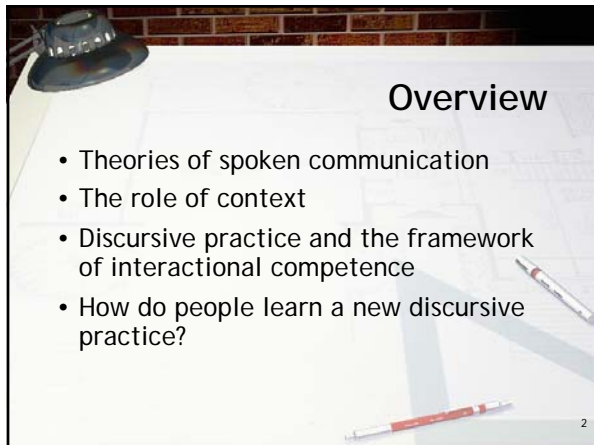 Overview
• Theories of spoken communication
• The role of context
• Discursive practice and the framework
of interactional competence
• How do people learn a new discursive
practice?
2